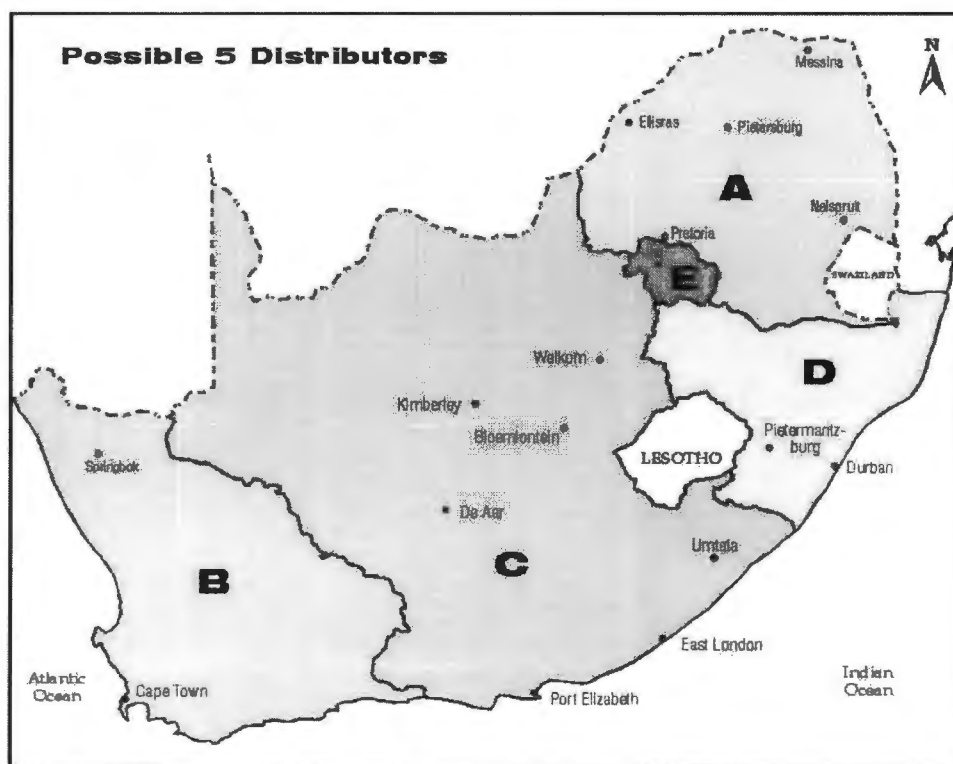 Possible 5 Distributors
N
Messina
Ellisras
Pietersburg
A
Nelspruit
Pretoria
E
SWAZILAND
Welkom
D
Kimberley
Bloemfontein
Pietermantz-
burg
LESOTHO
Durban
Springbok
De Aar
Umtata
C
B
East London
Atlantic
Ocean
Cape Town
Port Elizabeth
Indian
Ocean